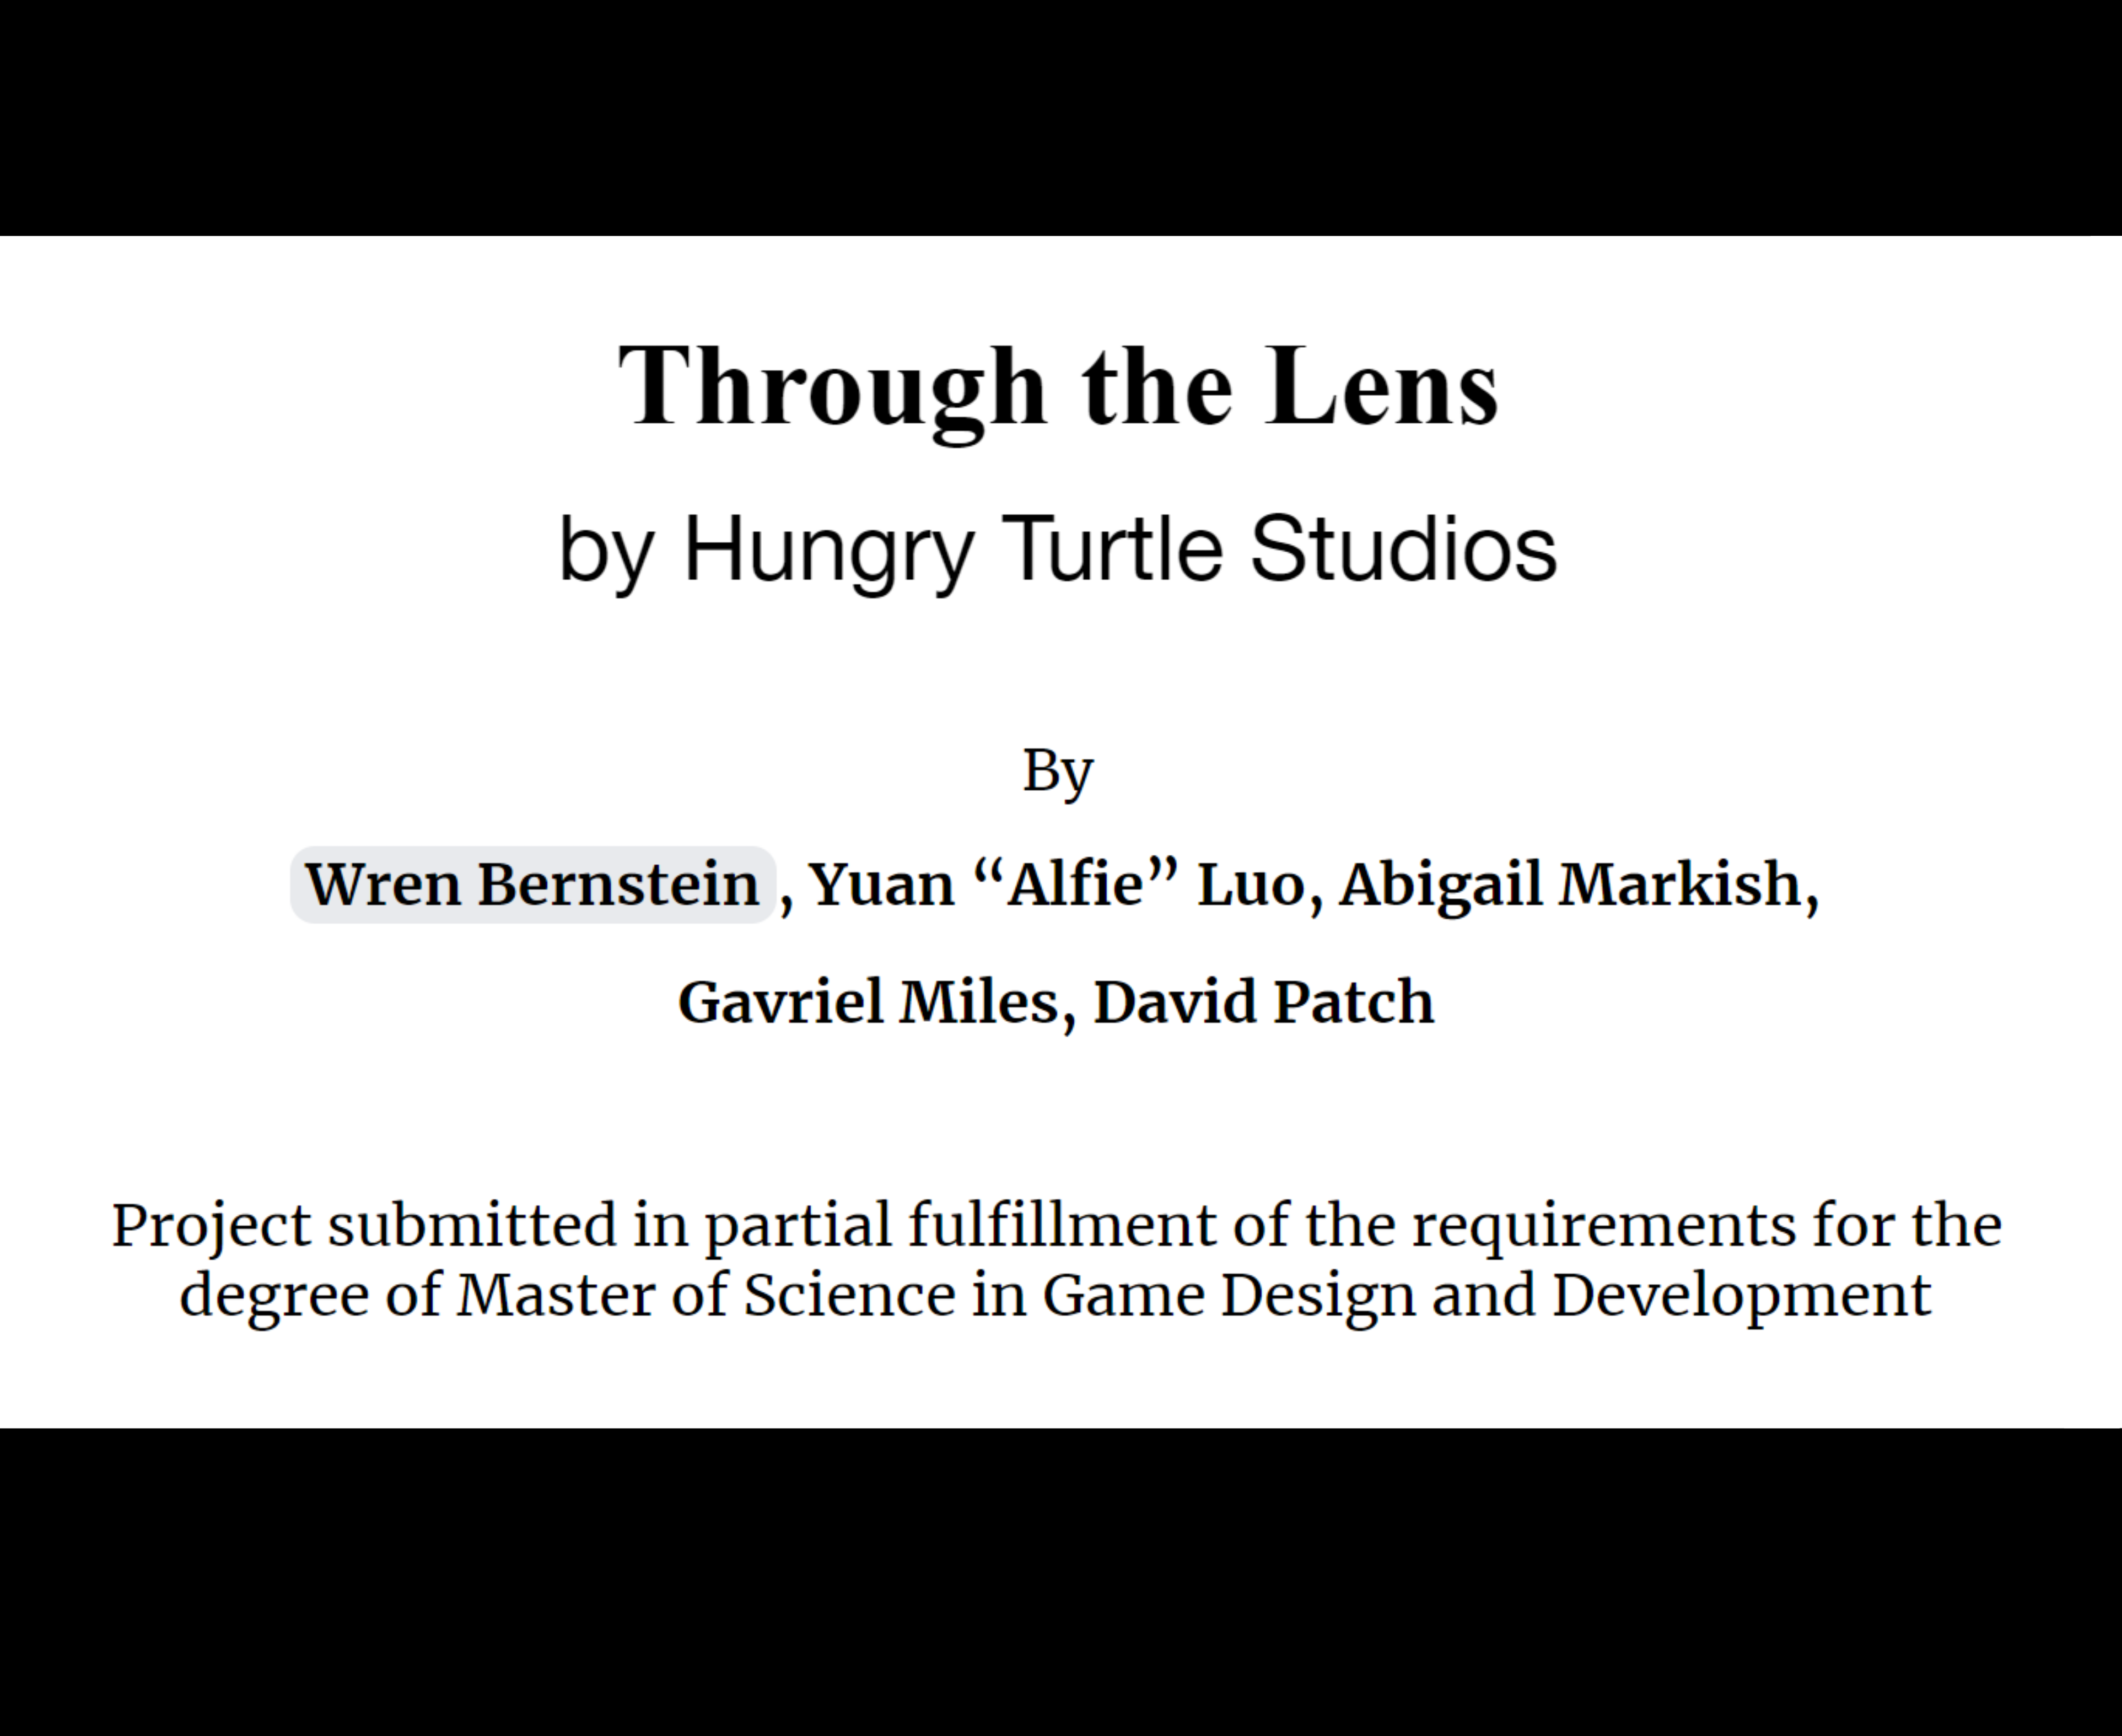 Through the Lens
by Hungry Turtle Studios
By
Wren Bernstein , Yuan “Alfie” Luo, Abigail Markish,
Gavriel Miles, David Patch
Project submitted in partial fulfillment of the requirements for the
degree of Master of Science in Game Design and Development